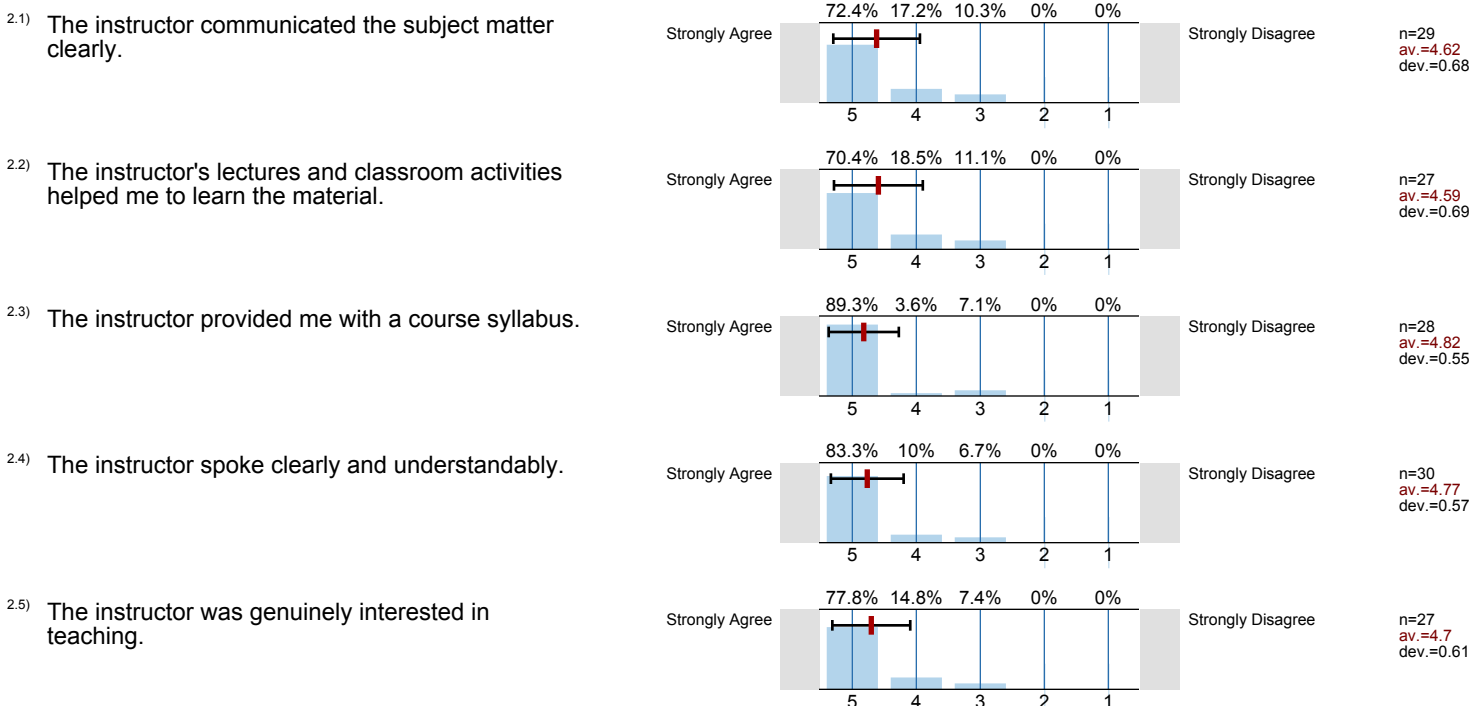 72.4% 17.2% 10.3% 0% 0%
2.1) The instructor communicated the subject matter
clearly.
Strongly Agree
Strongly Disagree
n=29
av.=4.62
dev.=0.68
5 4 3 2 1
70.4% 18.5% 11.1% 0% 0%
2.2) The instructor's lectures and classroom activities
helped me to learn the material.
Strongly Agree
Strongly Disagree
n=27
av.=4.59
dev.=0.69
5 4 3 2 1
89.3% 3.6% 7.1% 0% 0%
2.3) The instructor provided me with a course syllabus.
Strongly Agree
Strongly Disagree
n=28
av.=4.82
dev.=0.55
5 4 3 2 1
83.3% 10% 6.7% 0% 0%
2.4) The instructor spoke clearly and understandably.
Strongly Agree
Strongly Disagree
n=30
av.=4.77
dev.=0.57
5 4 3 2 1
77.8% 14.8% 7.4% 0% 0%
2.5) The instructor was genuinely interested in
teaching.
Strongly Agree
Strongly Disagree
n=27
av.=4.7
dev.=0.61
5 4 3 2 1